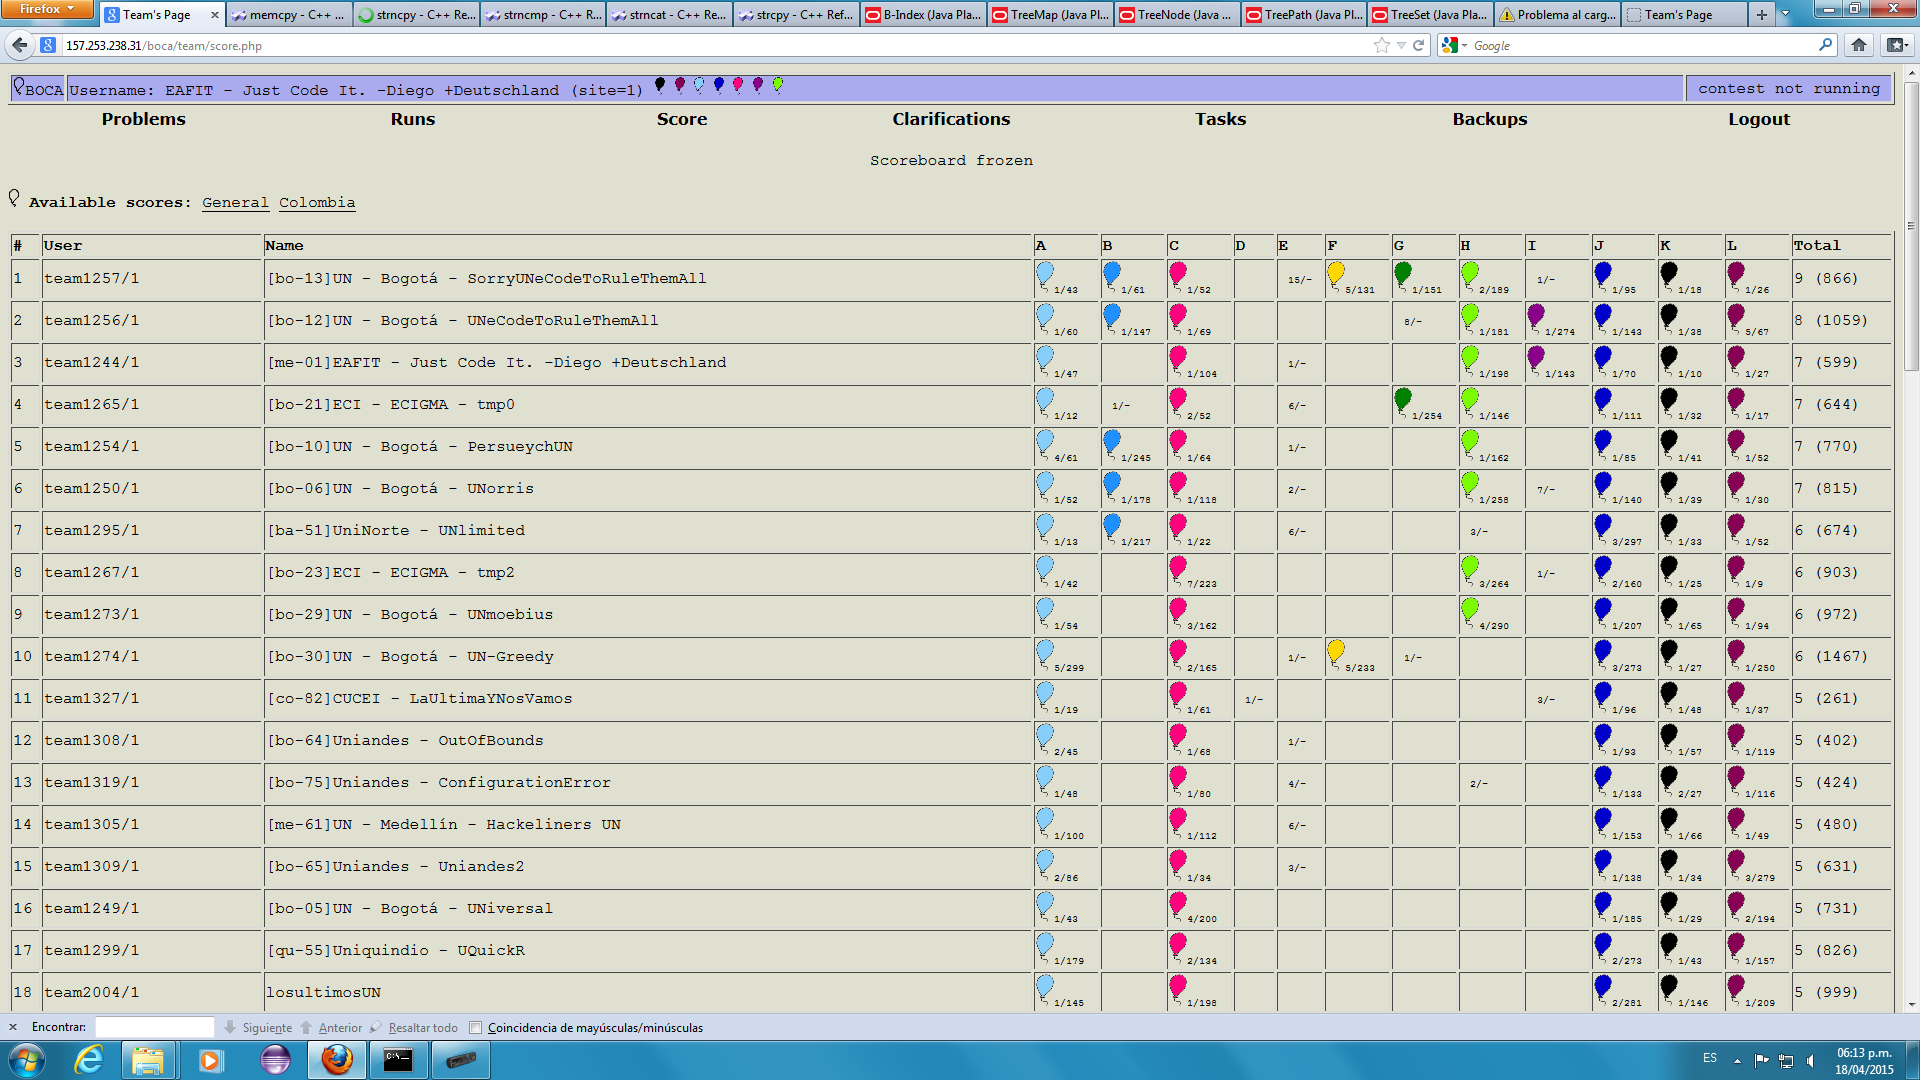 Firefox
Team's Page
memcpy - C++ ...
strncpy - C++ Re...
strncmp - C++ R...
strncat - C++ Re...
strcpy - C++ Ref...
B-Index (Java Pla...
TreeMap (Java Pl...
TreeNode (Java ...
TreePath (Java Pl...
TreeSet (Java Plat...
Problema al carg...
Team's Page
157.253.238.31/boca/team/score.php
Google
BOCA Username: EAFIT - Just Code It. -Diego +Deutschland (site=1) contest not running
Problems Runs Score Clarifications Tasks Backups Logout
Scoreboard frozen
Available scores: General Colombia
# User Name A B C D E F G H I J K L Total
1 team1257/1 [bo-13]UN - Bogotá - SorryUNeCodeToRuleThemAll 1/43 1/61 1/52 15/- 5/131 1/151 2/189 1/- 1/95 1/18 1/26 9 (866)
2 team1256/1 [bo-12]UN - Bogotá - UNeCodeToRuleThemAll 1/60 1/147 1/69 8/- 1/181 1/274 1/143 1/38 5/67 8 (1059)
3 team1244/1 [me-01]EAFIT - Just Code It. -Diego +Deutschland 1/47 1/104 1/- 1/198 1/143 1/70 1/10 1/27 7 (599)
4 team1265/1 [bo-21]ECI - ECIGMA - tmp0 1/12 1/- 2/52 6/- 1/254 1/146 1/111 1/32 1/17 7 (644)
5 team1254/1 [bo-10]UN - Bogotá - PersueychUN 4/61 1/245 1/64 1/- 1/162 1/85 1/41 1/52 7 (770)
6 team1250/1 [bo-06]UN - Bogotá - UNorris 1/52 1/178 1/118 2/- 1/258 7/- 1/140 1/39 1/30 7 (815)
7 team1295/1 [ba-51]UniNorte - UNlimited 1/13 1/217 1/22 6/- 3/- 3/297 1/33 1/52 6 (674)
8 team1267/1 [bo-23]ECI - ECIGMA - tmp2 1/42 7/223 3/264 1/- 2/160 1/25 1/9 6 (903)
9 team1273/1 [bo-29]UN - Bogotá - UNmoebius 1/54 3/162 4/290 1/207 1/65 1/94 6 (972)
10 team1274/1 [bo-30]UN - Bogotá - UN-Greedy 5/299 2/165 1/- 5/233 1/- 3/273 1/27 1/250 6 (1467)
11 team1327/1 [co-82]CUCEI - LaUltimaYNosVamos 1/19 1/61 1/- 3/- 1/96 1/48 1/37 5 (261)
12 team1308/1 [bo-64]Uniandes - OutOfBounds 2/45 1/68 1/- 1/93 1/57 1/119 5 (402)
13 team1319/1 [bo-75]Uniandes - ConfigurationError 1/48 1/80 4/- 2/- 1/133 2/27 1/116 5 (424)
14 team1305/1 [me-61]UN - Medellín - Hackeliners UN 1/100 1/112 6/- 1/153 1/66 1/49 5 (480)
15 team1309/1 [bo-65]Uniandes - Uniandes2 2/86 1/34 3/- 1/138 1/34 3/279 5 (631)
16 team1249/1 [bo-05]UN - Bogotá - UNiversal 1/43 4/200 1/185 1/29 2/194 5 (731)
17 team1299/1 [qu-55]Uniquindio - UQuickR 1/179 2/134 2/273 1/43 1/157 5 (826)
18 team2004/1 losultimosUN 1/145 1/198 2/281 1/146 1/209 5 (999)
Encontrar: Siguiente Anterior Resaltar todo Coincidencia de mayúsculas/minúsculas
C:\_
ES
06:13 p.m.
18/04/2015